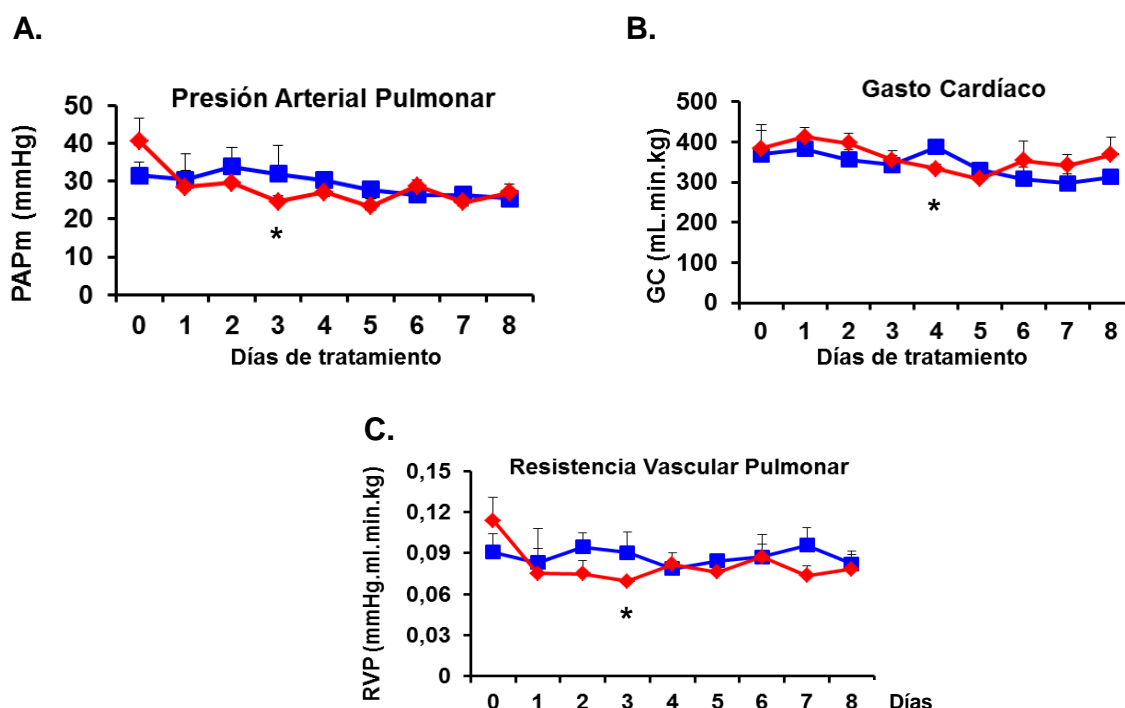 A.
Presión Arterial Pulmonar
PAPm (mmHg)
50
40
30
20
10
0
*
0 1 2 3 4 5 6 7 8
Días de tratamiento
B.
Gasto Cardíaco
GC (mL.min.kg)
500
400
300
200
100
0
*
0 1 2 3 4 5 6 7 8
Días de tratamiento
C.
Resistencia Vascular Pulmonar
RVP (mmHg.ml.min.kg)
0,15
0,12
0,09
0,06
0,03
0
*
0 1 2 3 4 5 6 7 8 Días